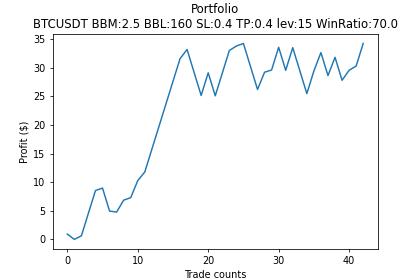 Portfolio
BTCUSDT BBM:2.5 BBL:160 SL:0.4 TP:0.4 lev:15 WinRatio:70.0
35
30
25
20
15
10
5
0
Profit ($)
0 10 20 30 40
Trade counts